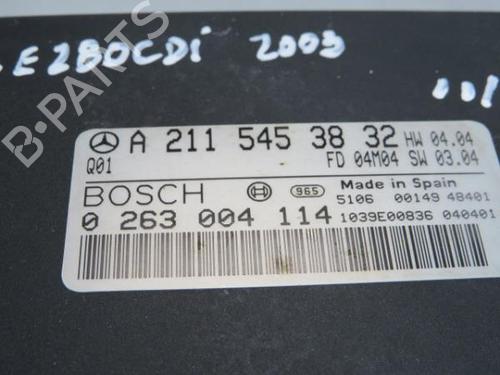 E280CDi 2003
B-PARTS
A 211 545 38 32 HW 04.04
Q01 FD 04M04 SW 03.04
BOSCH 965 Made in Spain
5106 00149 48401
0 263 004 114 1039E00836 040401